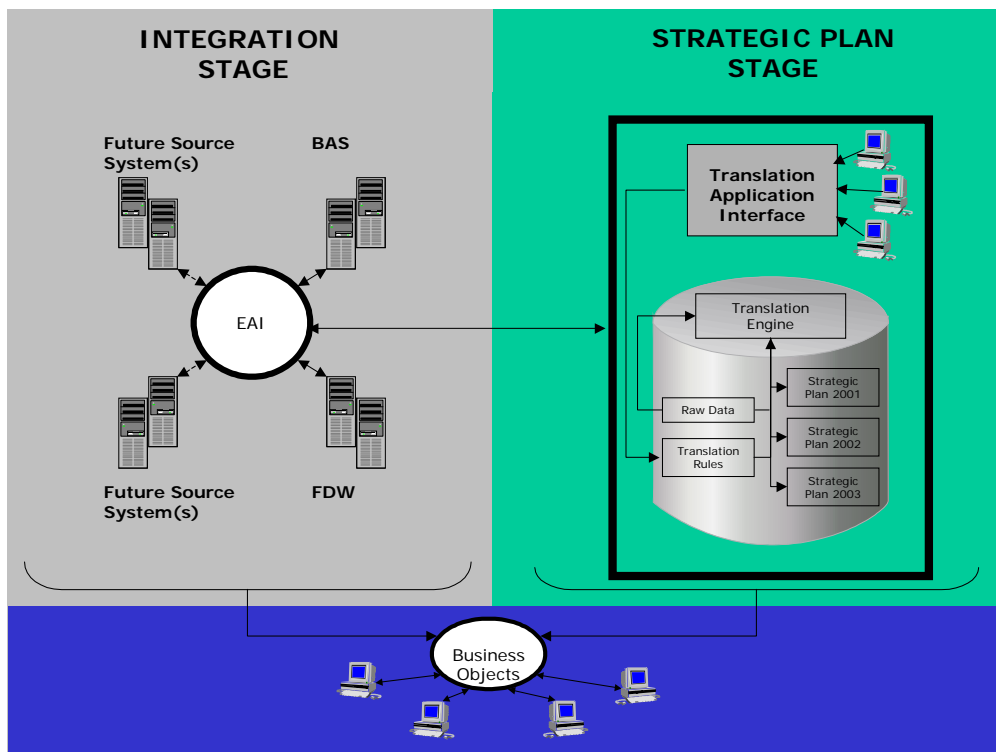 INTEGRATION
STAGE
STRATEGIC PLAN
STAGE
Future Source
System(s)
BAS
Translation
Application
Interface
EAI
Translation
Engine
Strategic
Plan 2001
Raw Data
Strategic
Plan 2002
Translation
Rules
Strategic
Plan 2003
Future Source
System(s)
FDW
Business
Objects